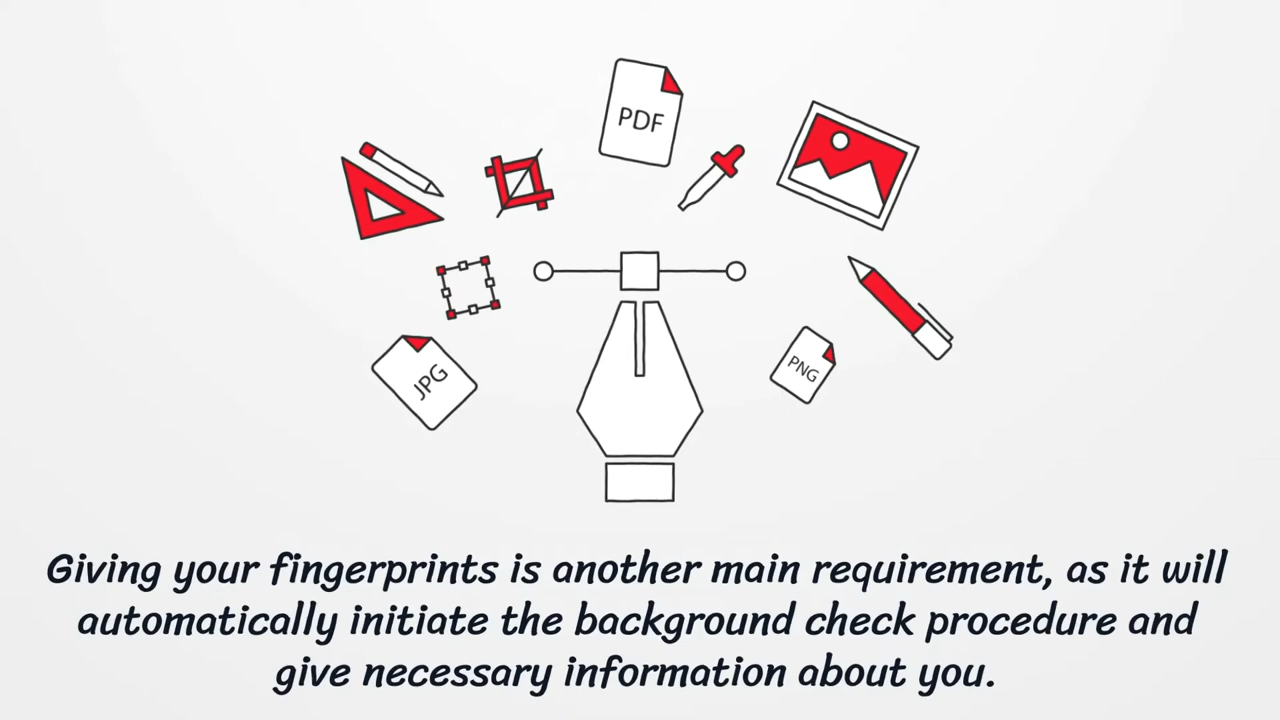 PDF
JPG
PNG
Giving your fingerprints is another main requirement, as it will
automatically initiate the background check procedure and
give necessary information about you.